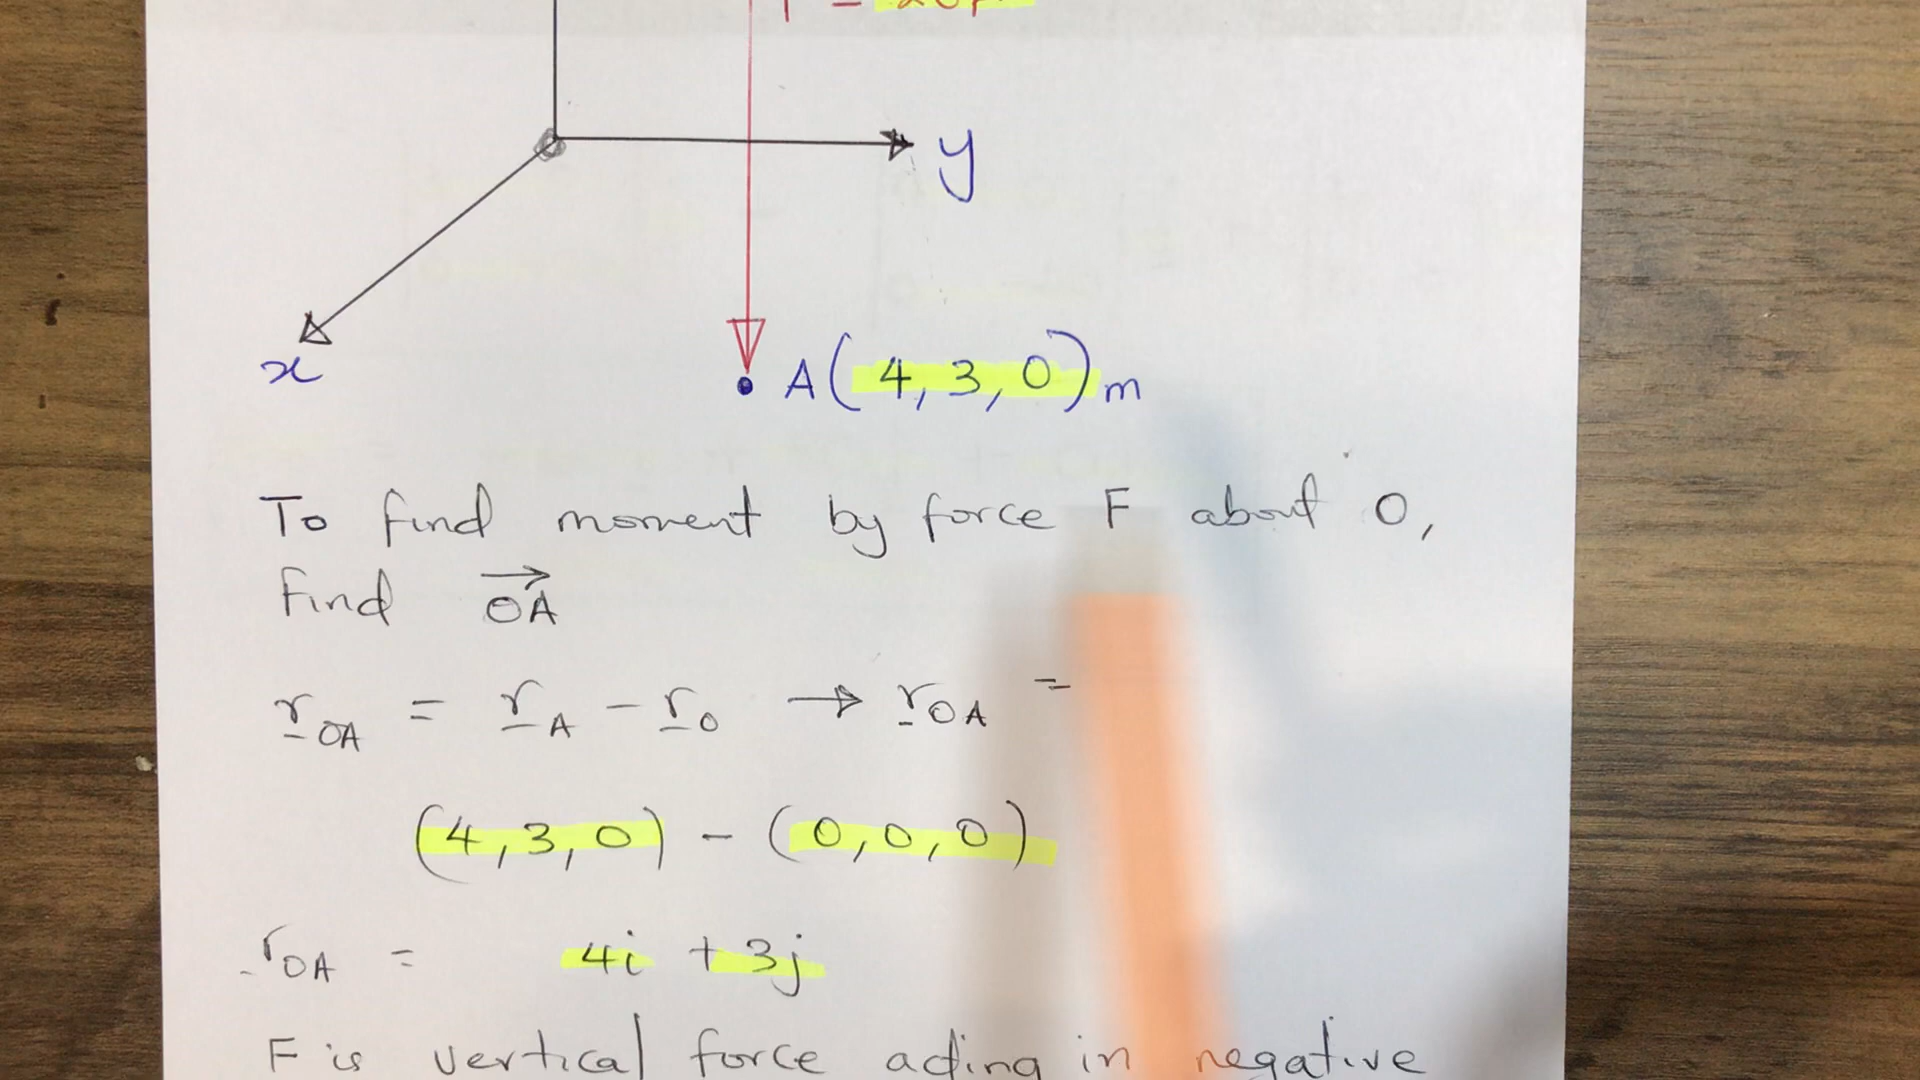 y
x
A(4,3,0)m
To find moment by force F about O,
Find \overrightarrow{OA}
r_OA = r_A - r_O → r_OA =
(4,3,0) - (0,0,0)
r_OA = 4i + 3j
F is vertical force acting in negative